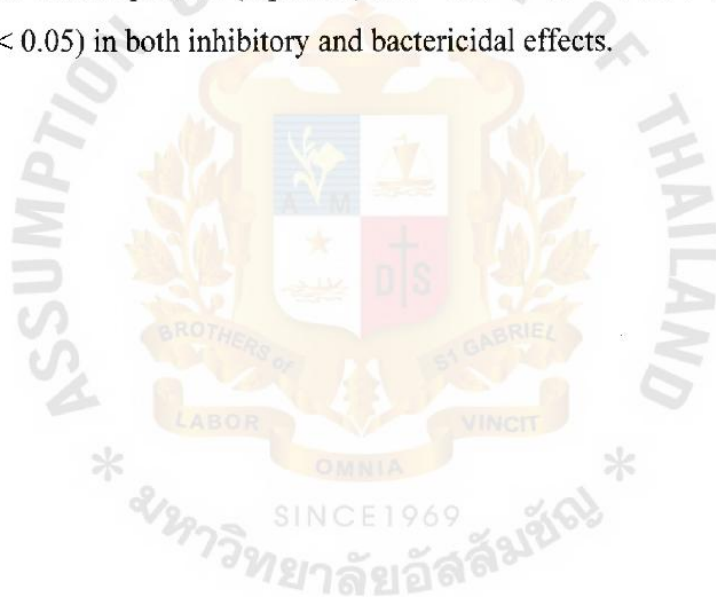 < 0.05) in both inhibitory and bactericidal effects.
ASSUMPTION
OF
THAILAND
A M
D S
BROTHERS of
ST GABRIEL
LABOR
VINCIT
OMNIA
SINCE1969
* มหาวิทยาลัยอัสสัมชัญ *